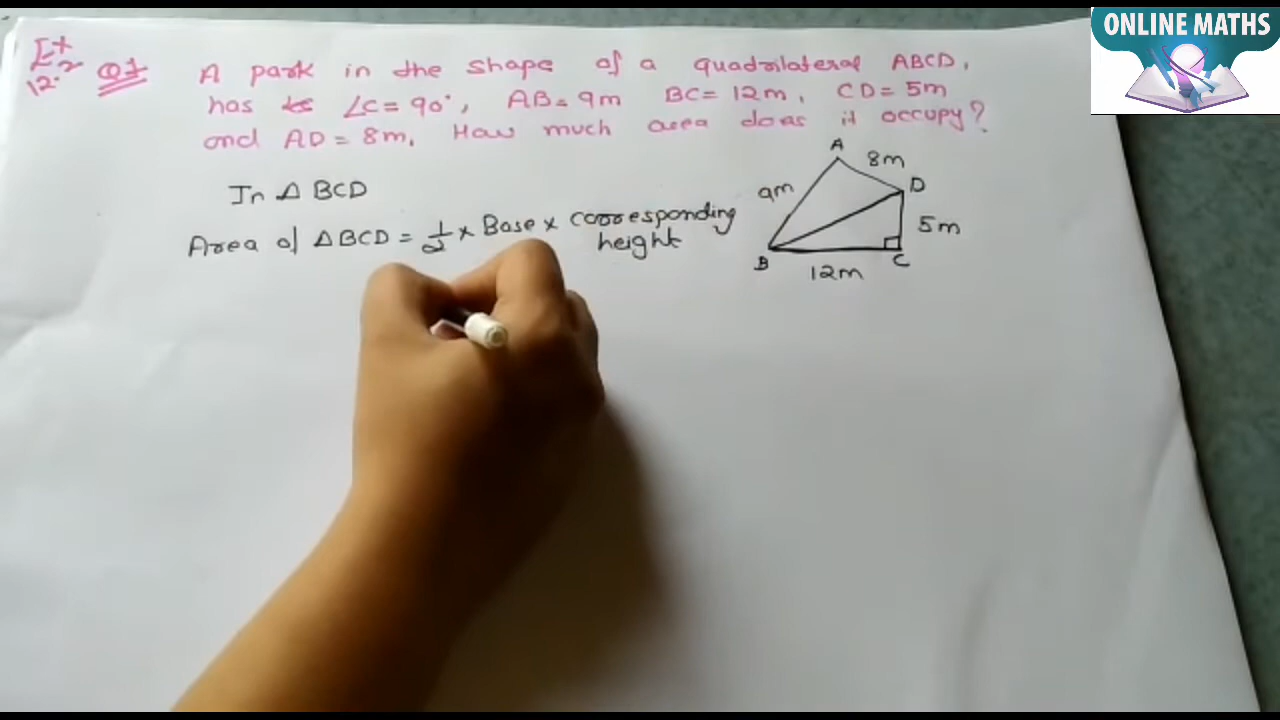 ONLINE MATHS
Ex
12.2
Q1
A park in the shape of a quadrilateral ABCD,
has ∠C = 90°, AB = 9m BC = 12m, CD = 5m
and AD = 8m, How much area does it occupy?
In Δ BCD
Area of ΔBCD = 1/2 × Base × corresponding
height
A
8m
9m
D
5m
B
C
12m